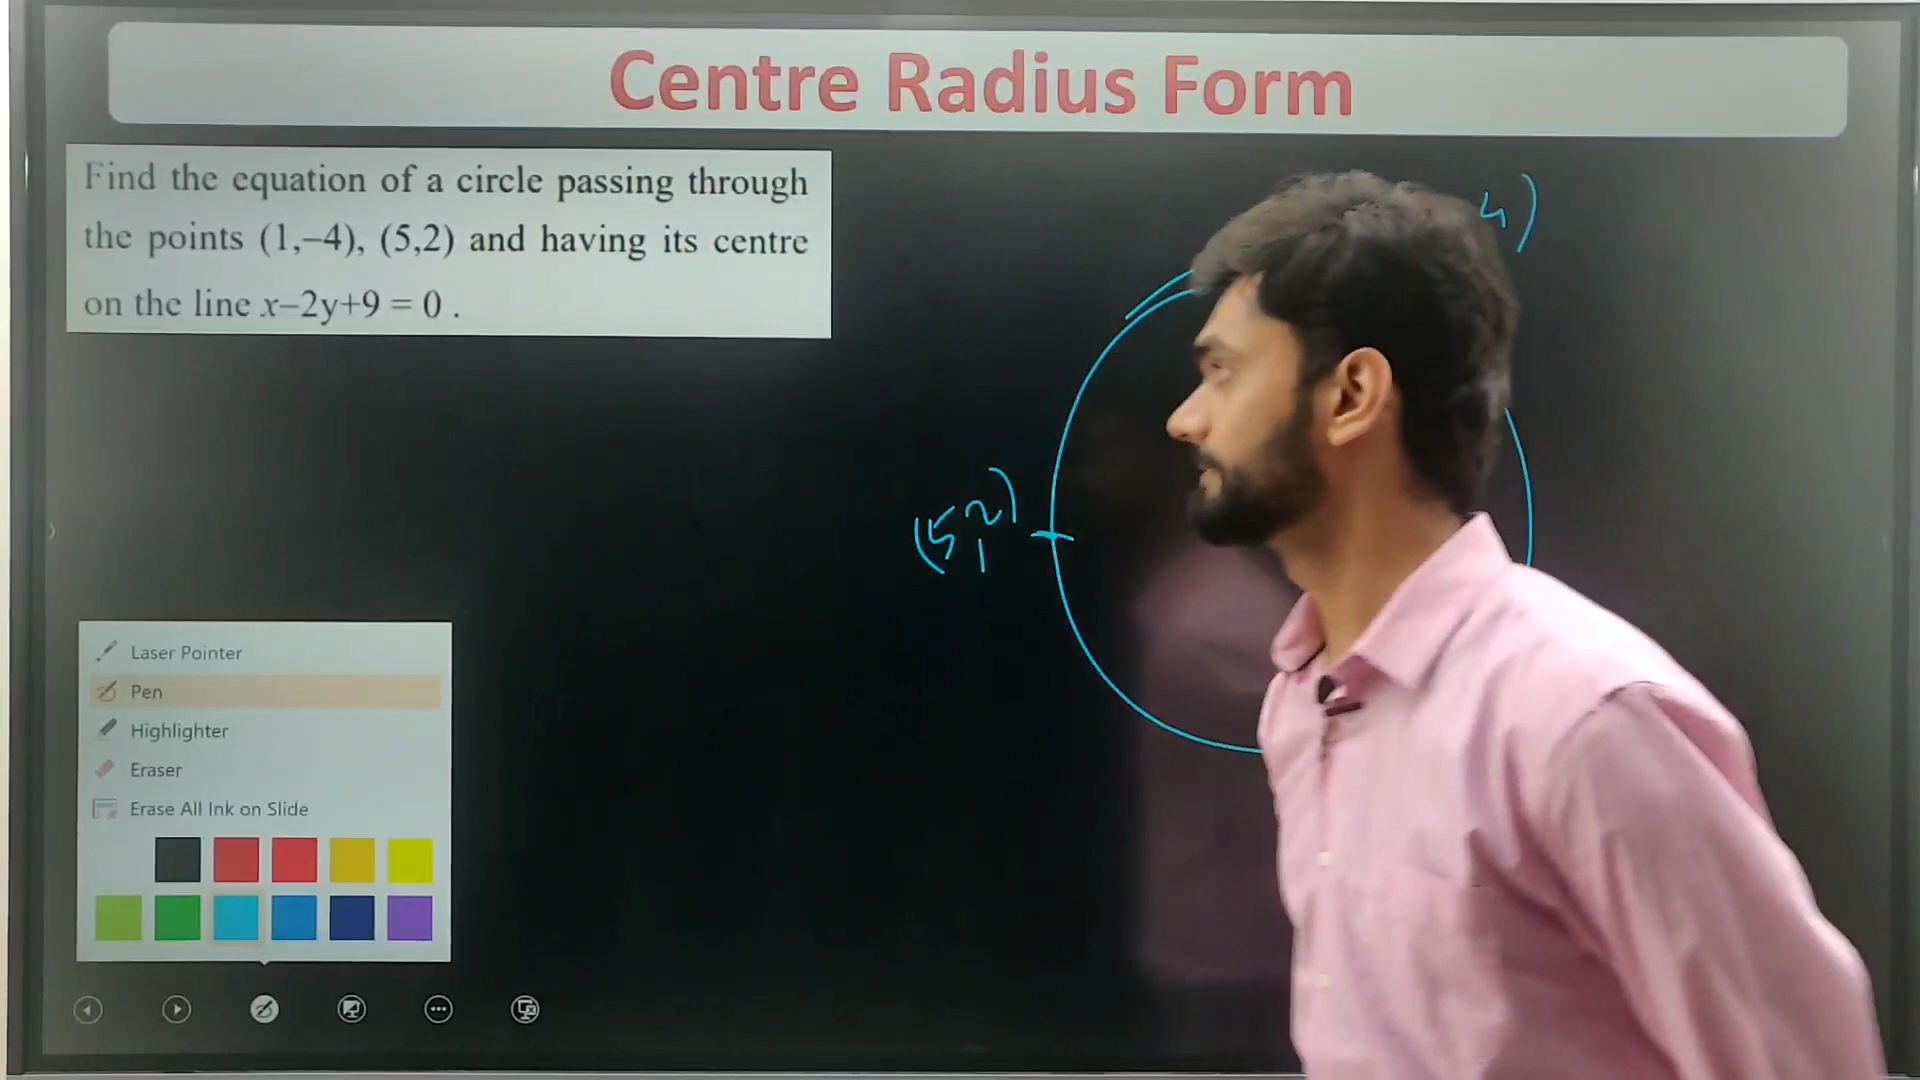 Centre Radius Form
Find the equation of a circle passing through
the points (1,–4), (5,2) and having its centre
on the line x–2y+9 = 0 .
4)
(5,2)
Laser Pointer
Pen
Highlighter
Eraser
Erase All Ink on Slide